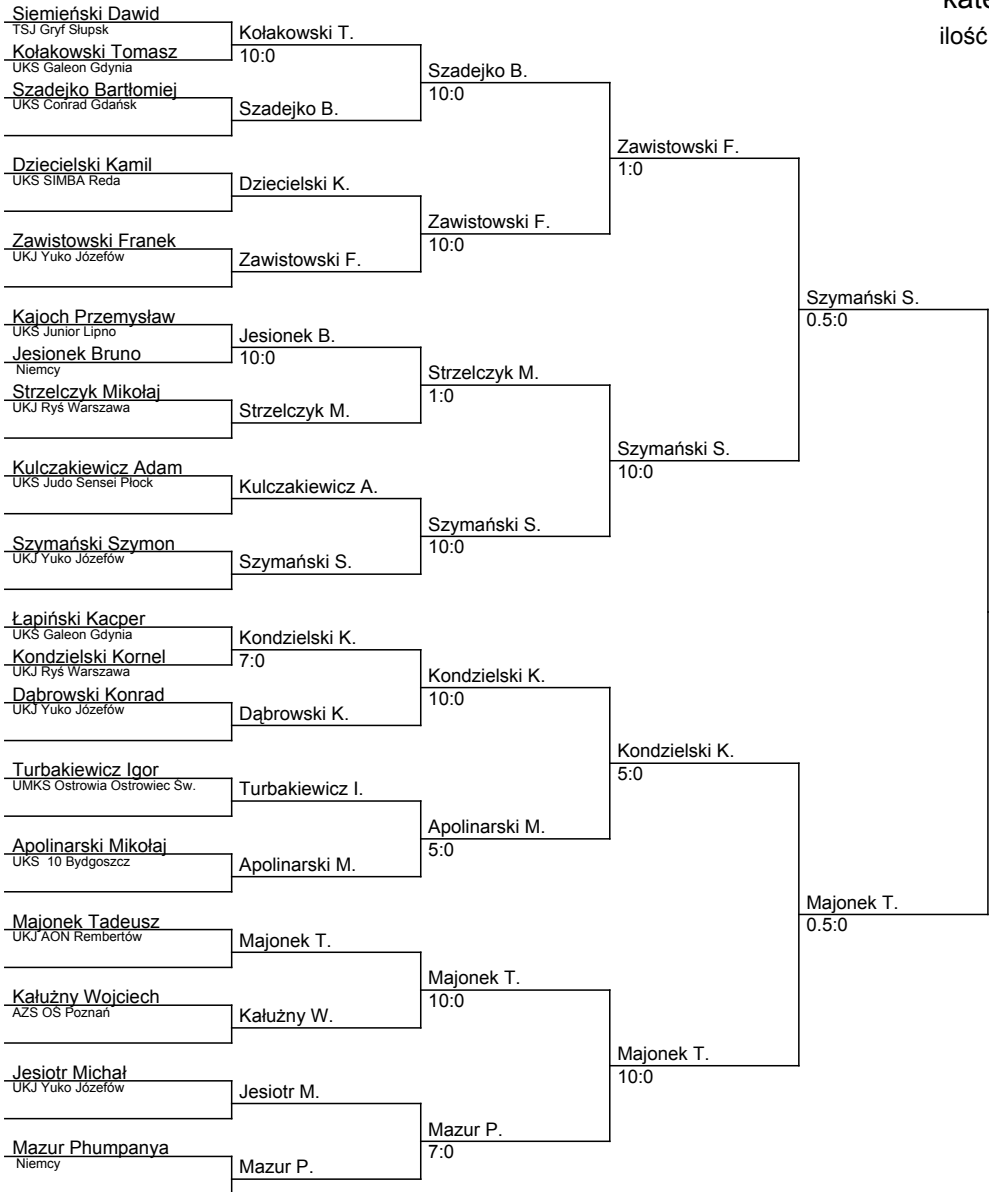 Siemieński Dawid
TSJ Gryf Słupsk
Kołakowski Tomasz
UKS Galeon Gdynia
Szadejko Bartłomiej
UKS Conrad Gdańsk
Dziecielski Kamil
UKS SIMBA Reda
Zawistowski Franek
UKJ Yuko Józefów
Kajoch Przemysław
UKS Junior Lipno
Jesionek Bruno
Niemcy
Strzelczyk Mikołaj
UKJ Ryś Warszawa
Kulczakiewicz Adam
UKS Judo Sensei Płock
Szymański Szymon
UKJ Yuko Józefów
Łapiński Kacper
UKS Galeon Gdynia
Kondzielski Kornel
UKJ Ryś Warszawa
Dąbrowski Konrad
UKJ Yuko Józefów
Turbakiewicz Igor
UMKS Ostrowia Ostrowiec Św.
Apolinarski Mikołaj
UKS 10 Bydgoszcz
Majonek Tadeusz
UKJ AON Rembertów
Kałużny Wojciech
AZS OŚ Poznań
Jesiotr Michał
UKJ Yuko Józefów
Mazur Phumpanya
Niemcy
Kołakowski T.
10:0
Szadejko B.
Dziecielski K.
Zawistowski F.
Jesionek B.
10:0
Strzelczyk M.
Kulczakiewicz A.
Szymański S.
Kondzielski K.
7:0
Dąbrowski K.
Turbakiewicz I.
Apolinarski M.
Majonek T.
Kałużny W.
Jesiotr M.
Mazur P.
Szadejko B.
10:0
Zawistowski F.
10:0
Strzelczyk M.
1:0
Szymański S.
10:0
Kondzielski K.
10:0
Apolinarski M.
5:0
Majonek T.
10:0
Mazur P.
7:0
Zawistowski F.
1:0
Szymański S.
10:0
Kondzielski K.
5:0
Majonek T.
10:0
Szymański S.
0.5:0
Majonek T.
0.5:0
ilość